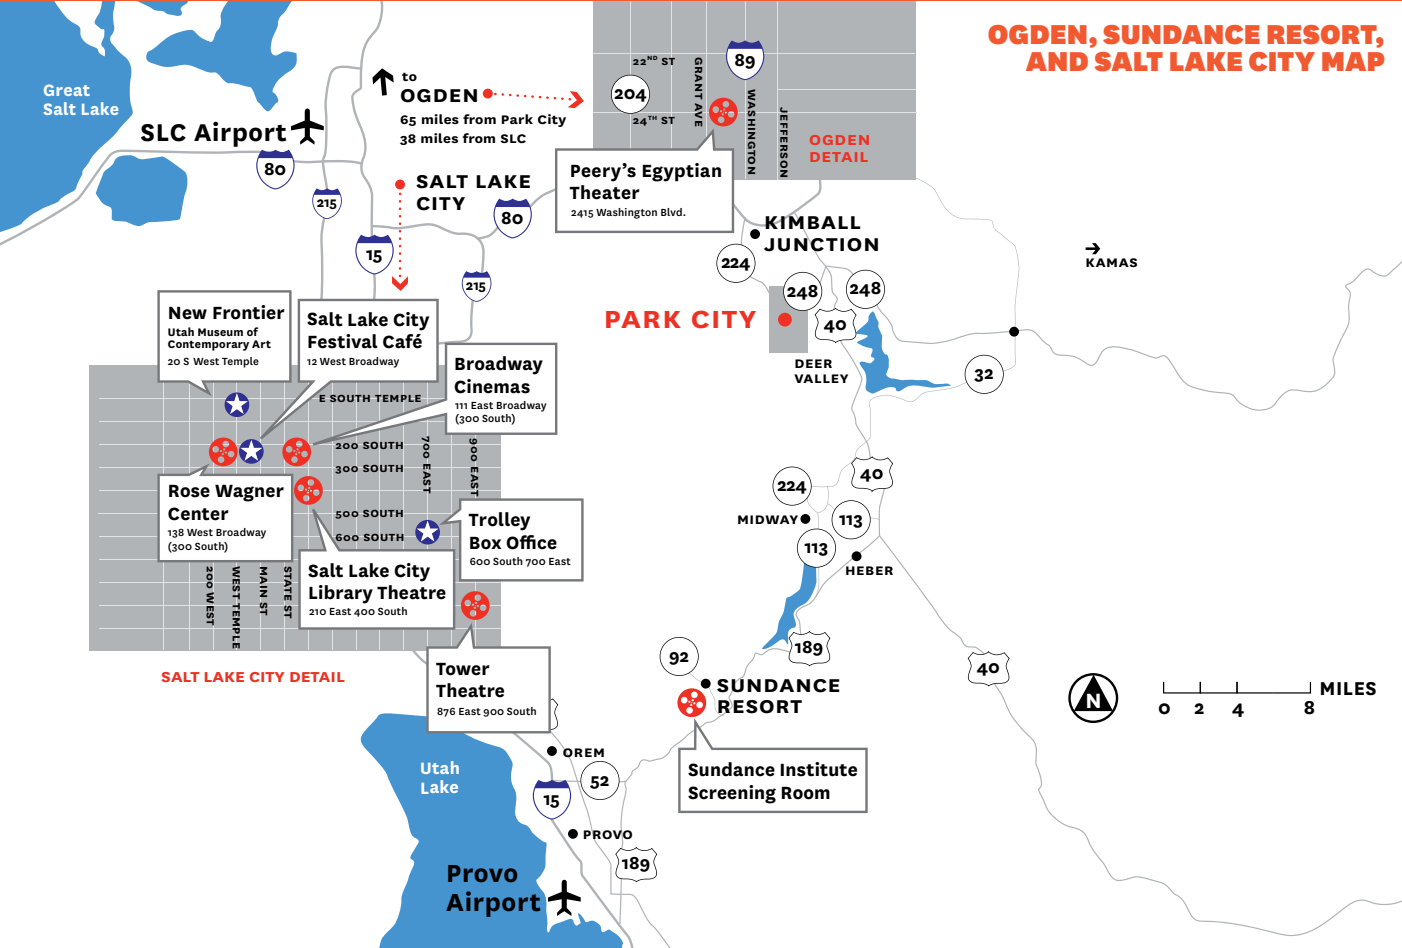 OGDEN, SUNDANCE RESORT,
AND SALT LAKE CITY MAP
Great
Salt Lake
SLC Airport
80
215
15
to
OGDEN
65 miles from Park City
38 miles from SLC
SALT LAKE
CITY
80
215
22ND ST
204
24TH ST
GRANT AVE
89
WASHINGTON
JEFFERSON
OGDEN
DETAIL
Peery's Egyptian
Theater
2415 Washington Blvd.
KIMBALL
JUNCTION
224
KAMAS
PARK CITY
248
248
40
DEER
VALLEY
32
New Frontier
Utah Museum of
Contemporary Art
20 S West Temple
Salt Lake City
Festival Café
12 West Broadway
Broadway
Cinemas
111 East Broadway
(300 South)
E SOUTH TEMPLE
200 SOUTH
300 SOUTH
500 SOUTH
600 SOUTH
700 EAST
900 EAST
Rose Wagner
Center
138 West Broadway
(300 South)
Trolley
Box Office
600 South 700 East
Salt Lake City
Library Theatre
210 East 400 South
200 WEST
WEST TEMPLE
MAIN ST
STATE ST
SALT LAKE CITY DETAIL
Tower
Theatre
876 East 900 South
40
224
MIDWAY
113
113
HEBER
189
92
SUNDANCE
RESORT
Sundance Institute
Screening Room
40
N
0 2 4 8
MILES
Utah
Lake
OREM
52
15
PROVO
189
Provo
Airport